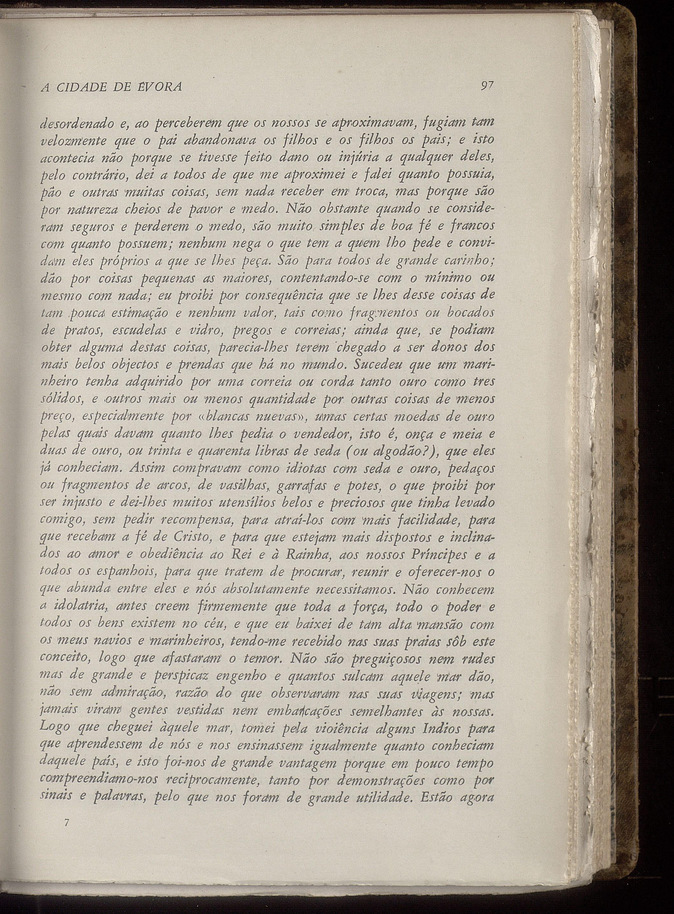 A CIDADE DE ÉVORA 97
desordenado e, ao perceberem que os nossos se aproximavam, fugiam tam
velozmente que o pai abandonava os filhos e os filhos os pais; e isto
acontecia não porque se tivesse feito dano ou injúria a qualquer deles,
pelo contrário, dei a todos de que me aproximei e falei quanto possuia,
pão e outras muitas coisas, sem nada receber em troca, mas porque são
por natureza cheios de pavor e medo. Não obstante quando se conside-
ram seguros e perderem o medo, são muito simples de boa fé e francos
com quanto possuem; nenhum nega o que tem a quem lho pede e convi-
dam eles próprios a que se lhes peça. São para todos de grande carinho;
dão por coisas pequenas as maiores, contentando-se com o mínimo ou
mesmo com nada; eu proibi por consequência que se lhes desse coisas de
tam pouca estimação e nenhum valor, tais como fragmentos ou bocados
de pratos, escudelas e vidro, pregos e correias; ainda que, se podiam
obter alguma destas coisas, parecia-lhes terem chegado a ser donos dos
mais belos objectos e prendas que há no mundo. Sucedeu que um mari-
nheiro tenha adquirido por uma correia ou corda tanto ouro como tres
sólidos, e outros mais ou menos quantidade por outras coisas de menos
preço, especialmente por «blancas nuevas», umas certas moedas de ouro
pelas quais davam quanto lhes pedia o vendedor, isto é, onça e meia e
duas de ouro, ou trinta e quarenta libras de seda (ou algodão?), que eles
já conheciam. Assim compravam como idiotas com seda e ouro, pedaços
ou fragmentos de arcos, de vasilhas, garrafas e potes, o que proibi por
ser injusto e dei-lhes muitos utensílios belos e preciosos que tinha levado
comigo, sem pedir recompensa, para atraí-los com mais facilidade, para
que recebam a fé de Cristo, e para que estejam mais dispostos e inclina-
dos ao amor e obediência ao Rei e à Rainha, aos nossos Príncipes e a
todos os espanhois, para que tratem de procurar, reunir e oferecer-nos o
que abunda entre eles e nós absolutamente necessitamos. Não conhecem
a idolatria, antes creem firmemente que toda a força, todo o poder e
todos os bens existem no céu, e que eu baixei de tam alta mansão com
os meus navios e marinheiros, tendo-me recebido nas suas praias sôb este
conceito, logo que afastaram o temor. Não são preguiçosos nem rudes
mas de grande e perspicaz engenho e quantos sulcam aquele mar dão,
não sem admiração, razão do que observaram nas suas viagens; mas
jamais viram gentes vestidas nem embarcações semelhantes às nossas.
Logo que cheguei àquele mar, tomei pela vioiência alguns Indios para
que aprendessem de nós e nos ensinassem igualmente quanto conheciam
daquele país, e isto foi-nos de grande vantagem porque em pouco tempo
compreendiamo-nos reciprocamente, tanto por demonstrações como por
sinais e palavras, pelo que nos foram de grande utilidade. Estão agora
7